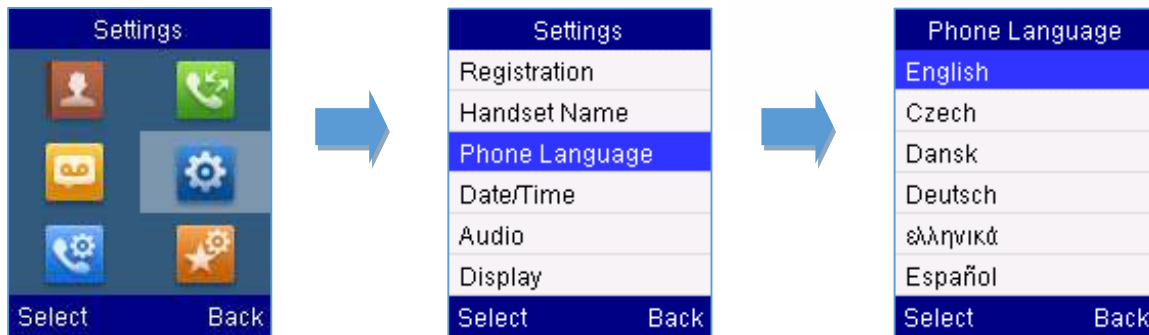 Settings
Select Back
Settings
Registration
Handset Name
Phone Language
Date/Time
Audio
Display
Select Back
Phone Language
English
Czech
Dansk
Deutsch
ελληνικά
Español
Select Back